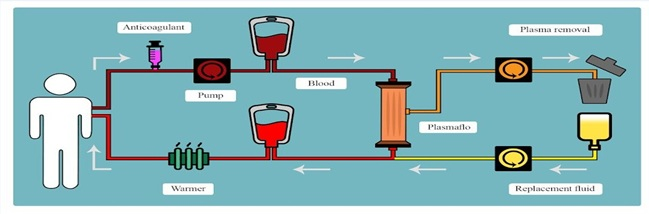 Anticoagulant
Plasma removal
Pump
Blood
Plasmaflo
Warmer
Replacement fluid